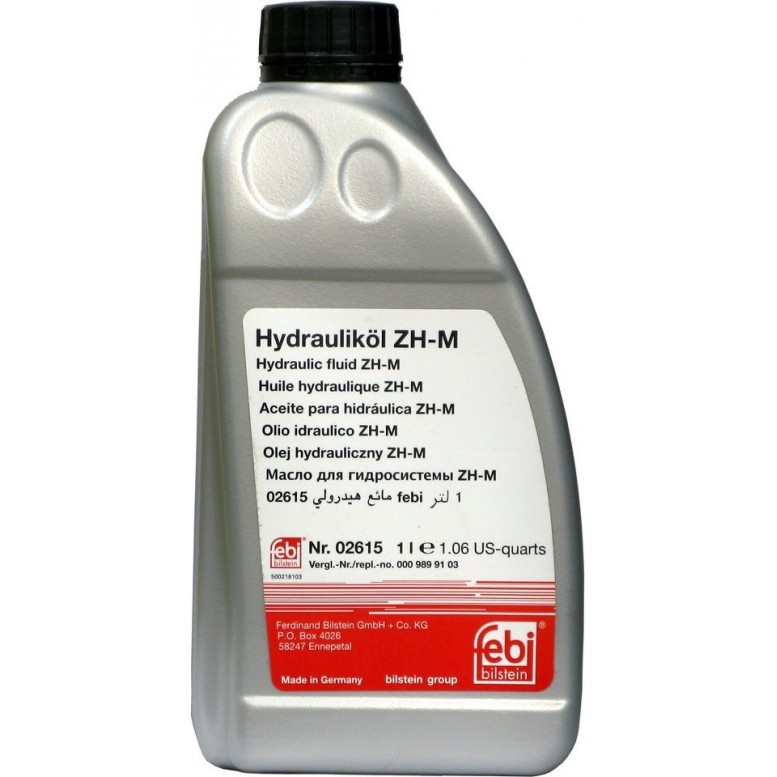 Hydrauliköl ZH-M
Hydraulic fluid ZH-M
Huile hydraulique ZH-M
Aceite para hidráulica ZH-M
Olio idraulico ZH-M
Olej hydrauliczny ZH-M
Масло для гидросистемы ZH-M
02615 مائع هيدرولي febi 1 لتر
febi bilstein
Nr. 02615 1 l ℮ 1.06 US-quarts
Vergl.-Nr./repl.-no. 000 989 91 03
500218103
Ferdinand Bilstein GmbH + Co. KG
P.O. Box 4026
58247 Ennepetal
Made in Germany
bilstein group
febi®
bilstein